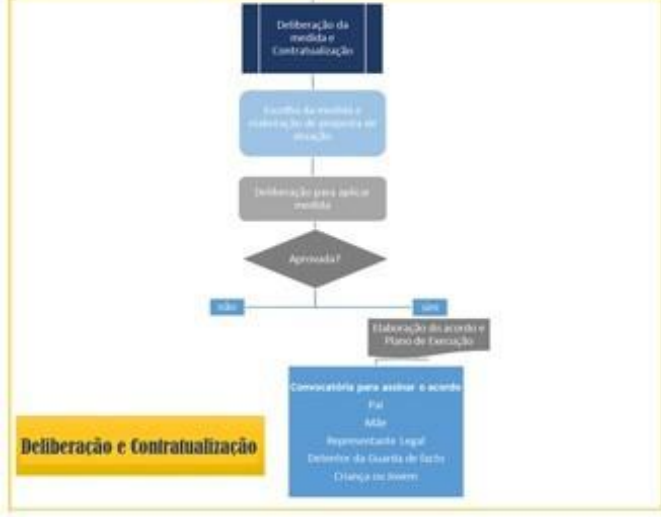 Deliberação da
medida e
Contratualização
Escolha da medida e
elaboração de proposta de
atuação
Deliberação para aplicar
medida
Aprovada?
não
sim
Elaboração do acordo e
Plano de Execução
Convocatória para assinar o acordo
Pai
Mãe
Representante Legal
Detentor da Guarda de facto
Criança ou Jovem
Deliberação e Contratualização